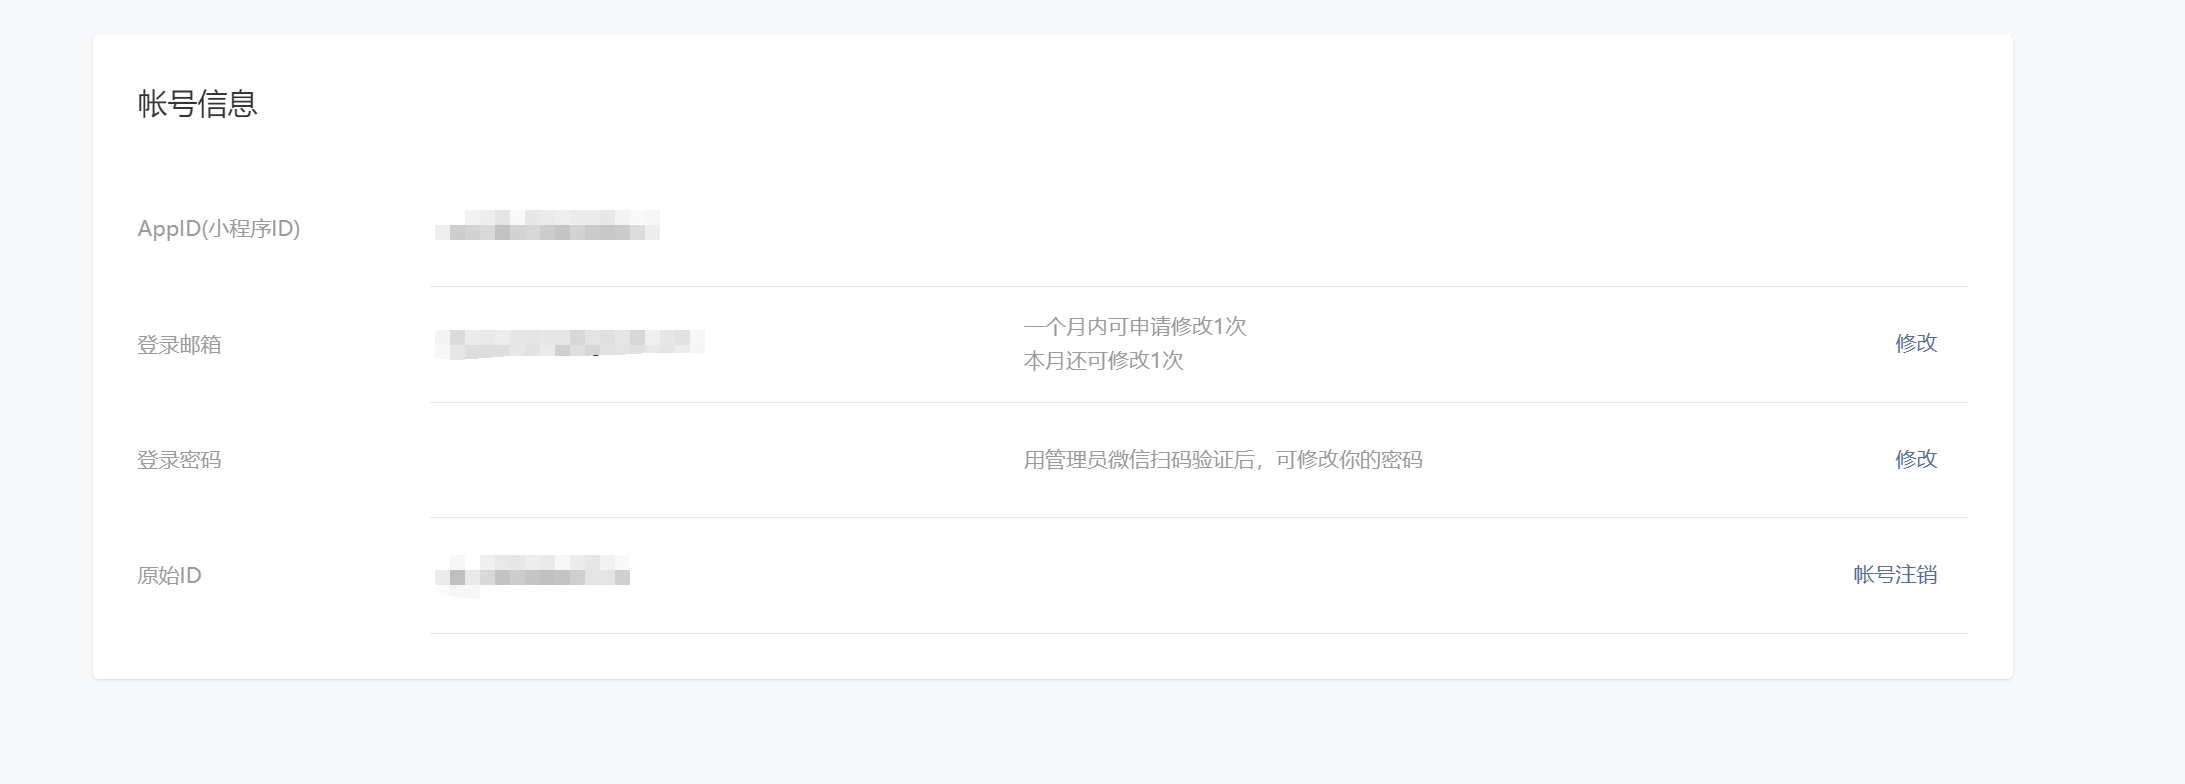 帐号信息
AppID(小程序ID)
登录邮箱
一个月内可申请修改1次
本月还可修改1次
修改
登录密码
用管理员微信扫码验证后，可修改你的密码
修改
原始ID
帐号注销